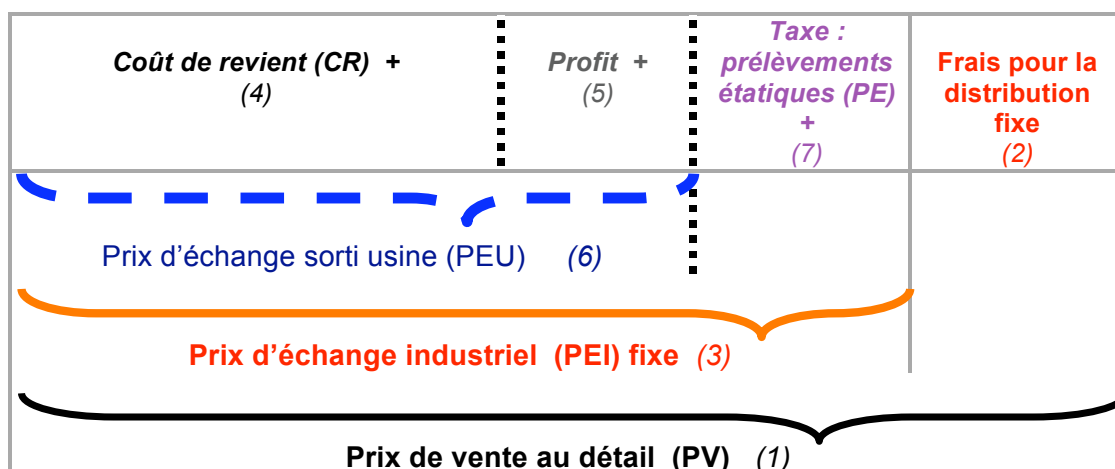 Coût de revient (CR) +
(4)
Profit +
(5)
Taxe :
prélèvements
étatiques (PE)
+
(7)
Frais pour la
distribution
fixe
(2)
Prix d’échange sorti usine (PEU) (6)
Prix d’échange industriel (PEI) fixe (3)
Prix de vente au détail (PV) (1)